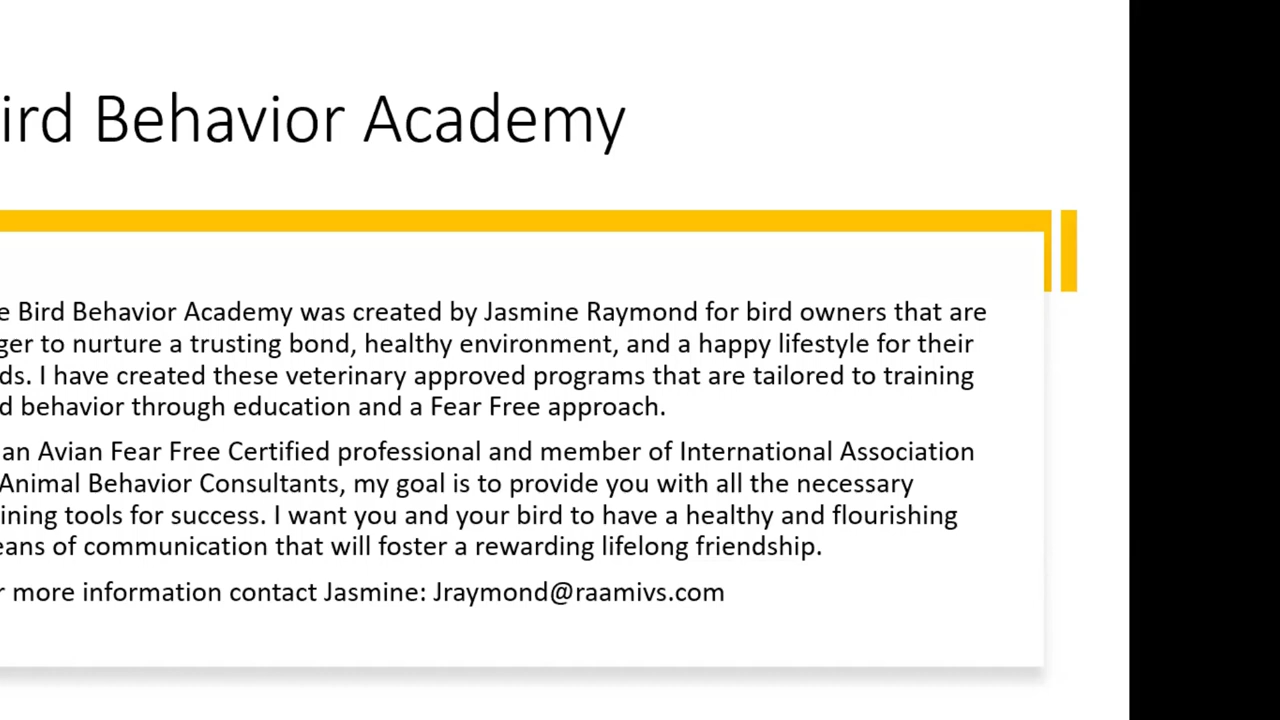 ird Behavior Academy
e Bird Behavior Academy was created by Jasmine Raymond for bird owners that are
ger to nurture a trusting bond, healthy environment, and a happy lifestyle for their
ds. I have created these veterinary approved programs that are tailored to training
d behavior through education and a Fear Free approach.
an Avian Fear Free Certified professional and member of International Association
Animal Behavior Consultants, my goal is to provide you with all the necessary
ining tools for success. I want you and your bird to have a healthy and flourishing
eans of communication that will foster a rewarding lifelong friendship.
r more information contact Jasmine: Jraymond@raamivs.com